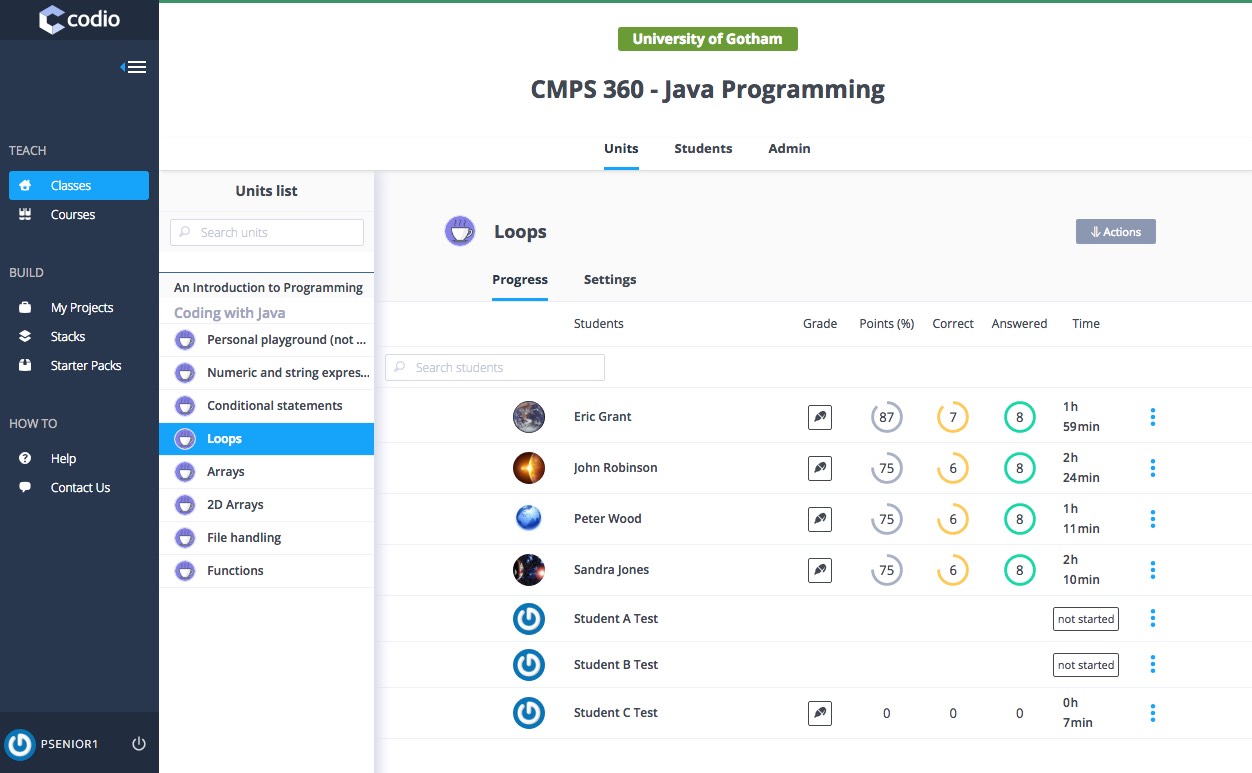 codio
TEACH
Classes
Courses
BUILD
My Projects
Stacks
Starter Packs
HOW TO
Help
Contact Us
PSENIOR1
University of Gotham
CMPS 360 - Java Programming
Units Students Admin
Units list
Search units
An Introduction to Programming
Coding with Java
Personal playground (not ...
Numeric and string expres...
Conditional statements
Loops
Arrays
2D Arrays
File handling
Functions
Loops
Actions
Progress Settings
Students Grade Points (%) Correct Answered Time
Search students
Eric Grant 87 7 8 1h
59min
John Robinson 75 6 8 2h
24min
Peter Wood 75 6 8 1h
11min
Sandra Jones 75 6 8 2h
10min
Student A Test not started
Student B Test not started
Student C Test 0 0 0 0h
7min